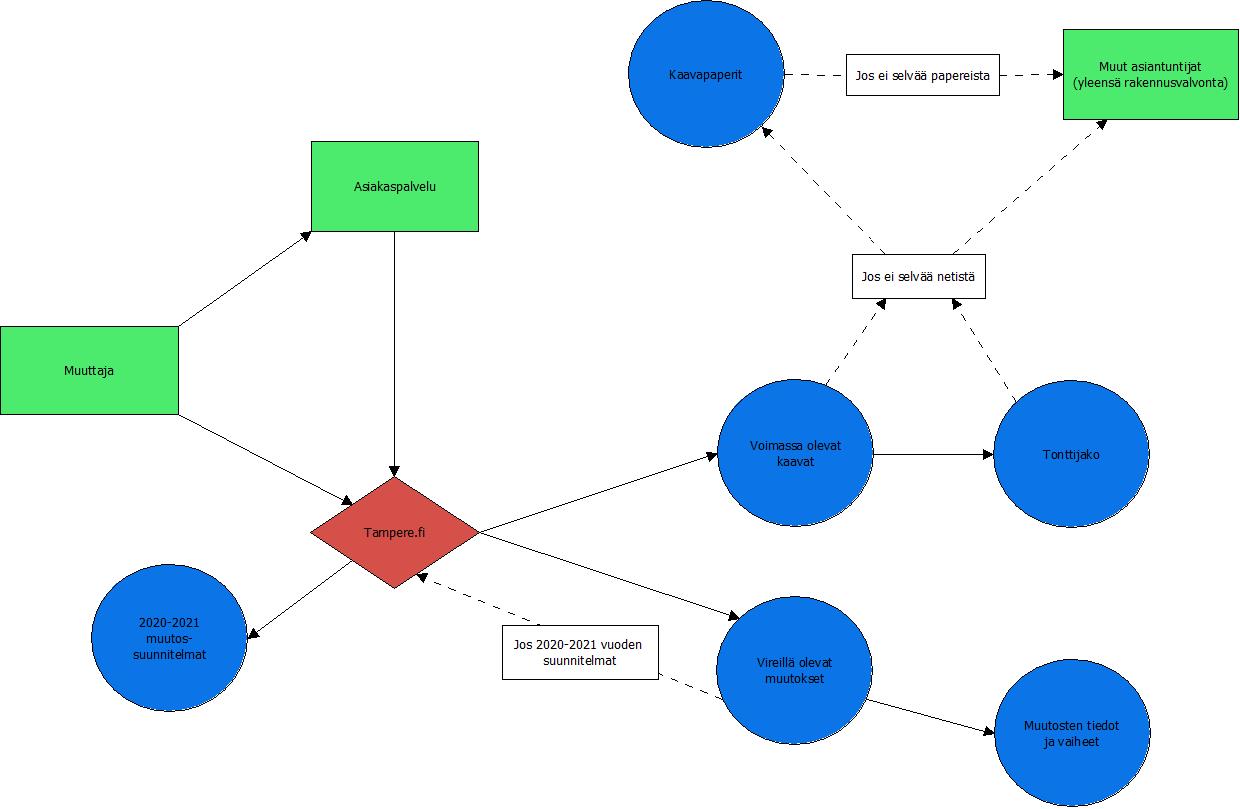 Kaavapaperit
Jos ei selvää papereista
Muut asiantuntijat
(yleensä rakennusvalvonta)
Asiakaspalvelu
Jos ei selvää netistä
Muuttaja
Voimassa olevat
kaavat
Tonttijako
Tampere.fi
2020-2021
muutos-
suunnitelmat
Jos 2020-2021 vuoden
suunnitelmat
Vireillä olevat
muutokset
Muutosten tiedot
ja vaiheet